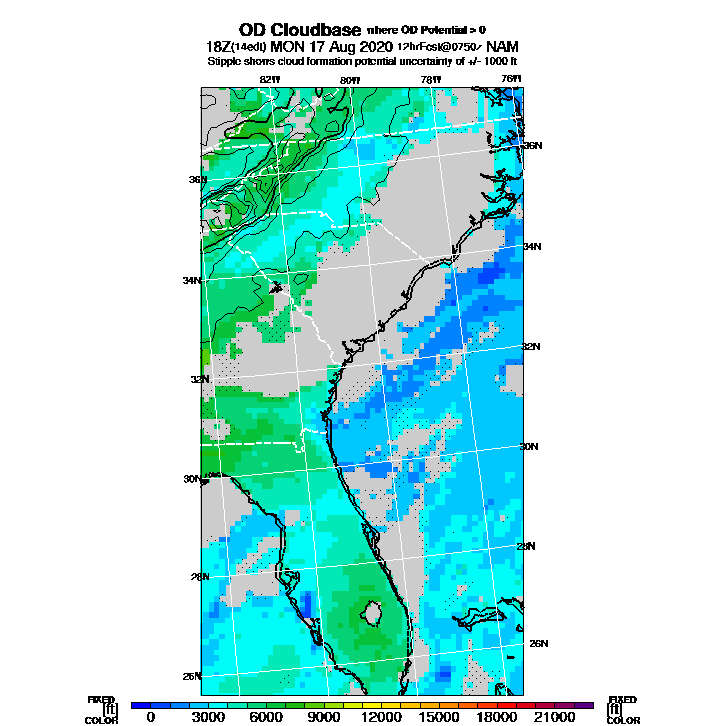 OD Cloudbase where OD Potential > 0
18Z(14edt) MON 17 Aug 2020 12hrFcst@0750z NAM
Stipple shows cloud formation potential uncertainty of +/- 1000 ft
82W 80W 78W 76W
36N
36N
34N
34N
32N
32N
30N
30N
28N
28N
26N
26N
FIXED FIXED
[ft] [ft]
COLOR 0 3000 6000 9000 12000 15000 18000 21000 COLOR